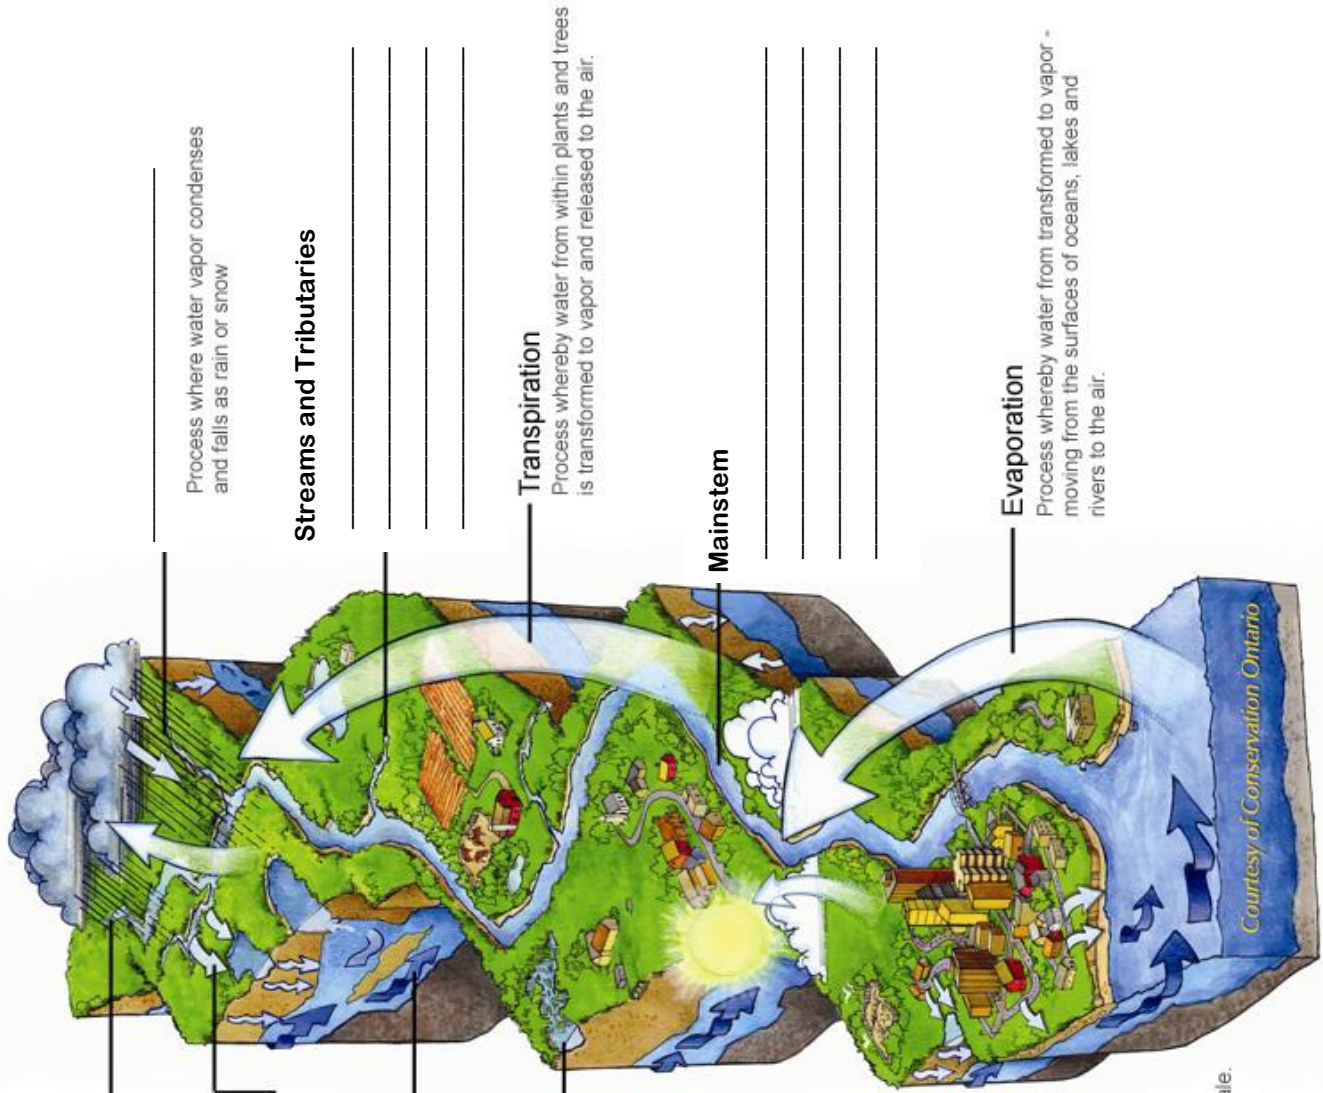 Process where water vapor condenses
and falls as rain or snow
Streams and Tributaries
Transpiration
Process whereby water from within plants and trees
is transformed to vapor and released to the air.
Mainstem
Evaporation
Process whereby water from transformed to vapor -
moving from the surfaces of oceans, lakes and
rivers to the air.
Courtesy of Conservation Ontario
ale.